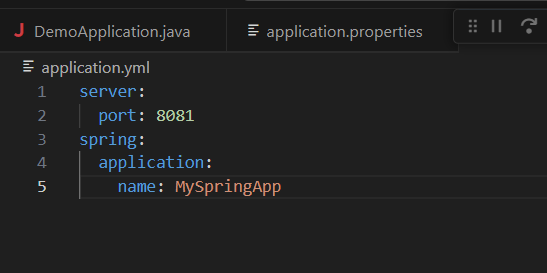 J DemoApplication.java
application.properties
application.yml
1 server:
2 port: 8081
3 spring:
4 application:
5 name: MySpringApp